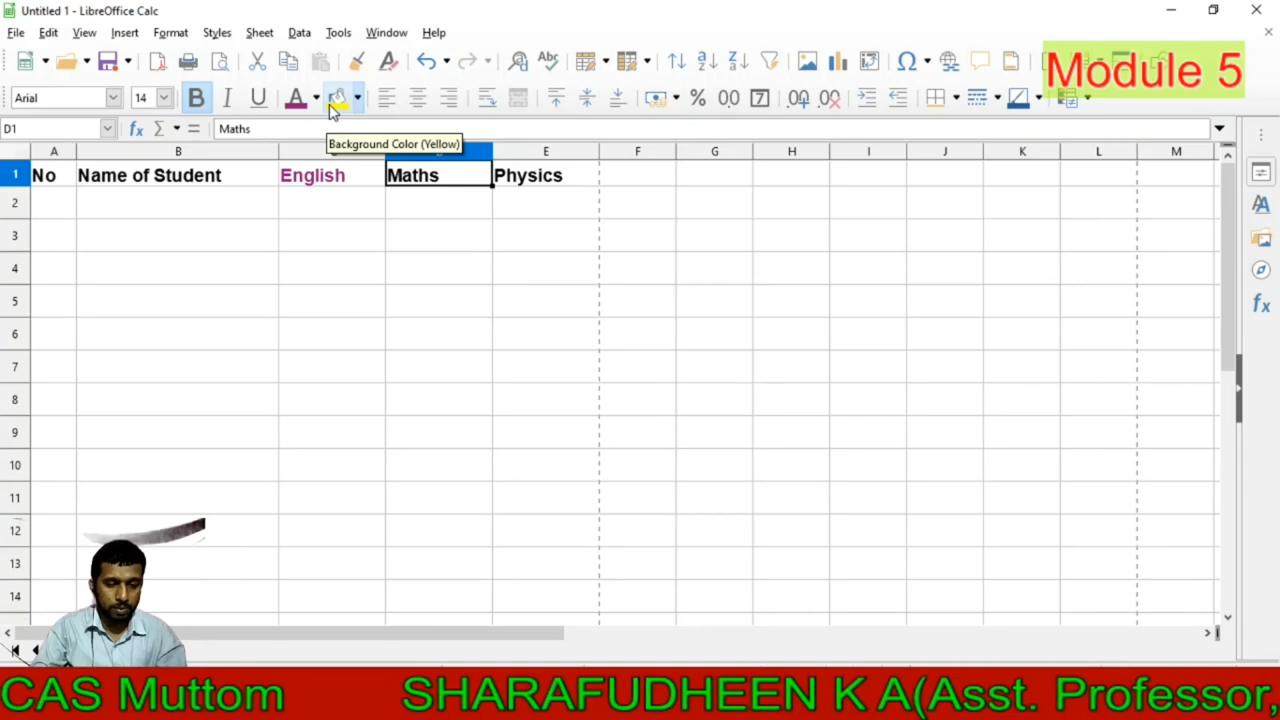 Untitled 1 - LibreOffice Calc
File Edit View Insert Format Styles Sheet Data Tools Window Help
Module 5
Arial 14
D1 Maths
Background Color (Yellow)
A B E F G H I J K L M
1 No Name of Student English Maths Physics
2
3
4
5
6
7
8
9
10
11
12
13
14
CAS Muttom SHARAFUDHEEN K A(Asst. Professor,